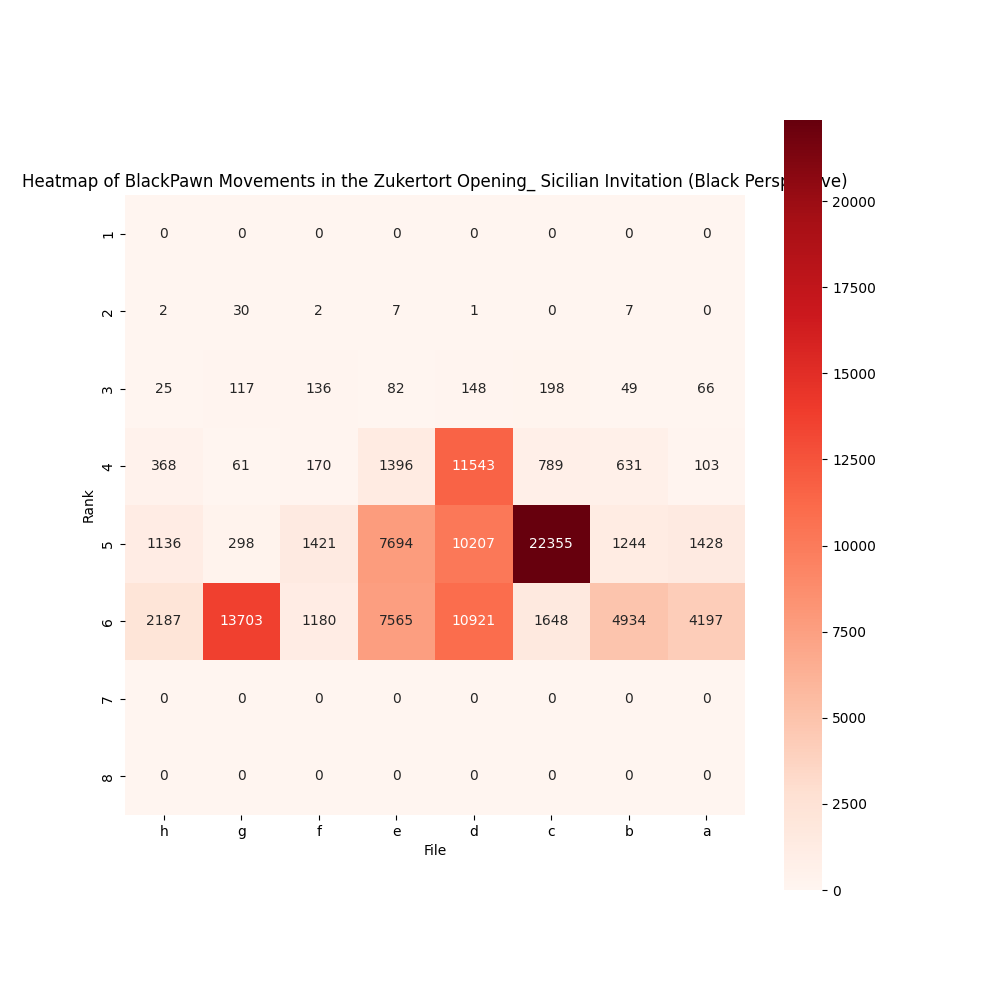 Heatmap of BlackPawn Movements in the Zukertort Opening_ Sicilian Invitation (Black Perspective)
20000
17500
15000
12500
10000
7500
5000
2500
0
Rank
1 0 0 0 0 0 0 0 0
2 2 30 2 7 1 0 7 0
3 25 117 136 82 148 198 49 66
4 368 61 170 1396 11543 789 631 103
5 1136 298 1421 7694 10207 22355 1244 1428
6 2187 13703 1180 7565 10921 1648 4934 4197
7 0 0 0 0 0 0 0 0
8 0 0 0 0 0 0 0 0
h g f e d c b a
File